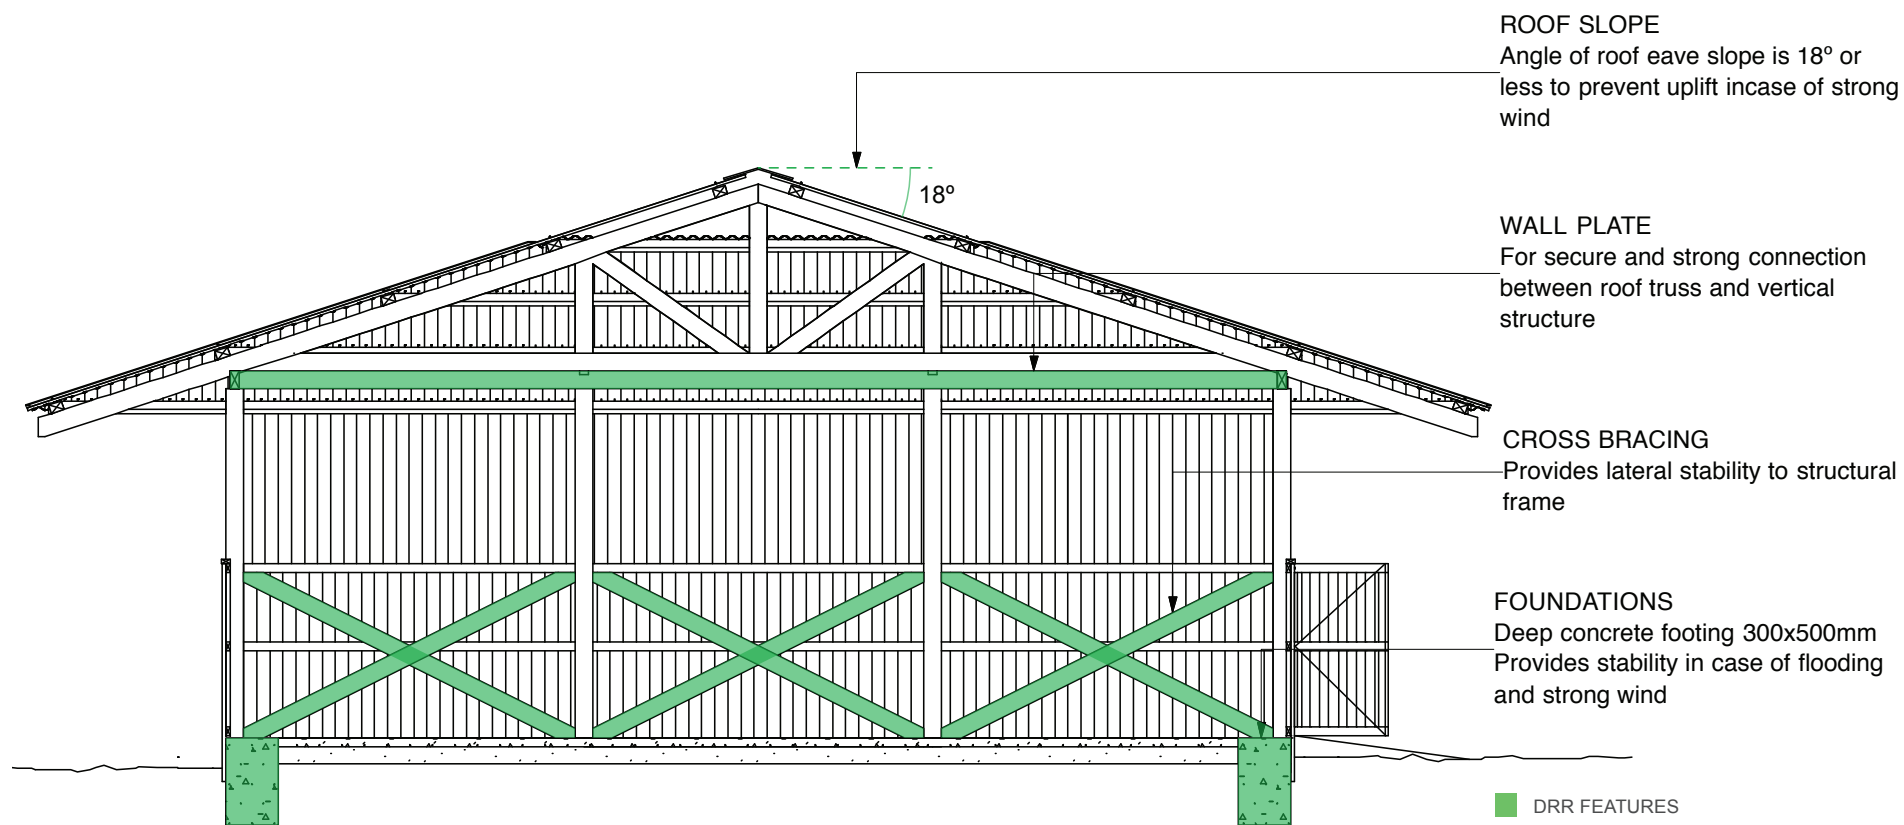 ROOF SLOPE
Angle of roof eave slope is 18º or
less to prevent uplift incase of strong
wind
18º
WALL PLATE
For secure and strong connection
between roof truss and vertical
structure
CROSS BRACING
Provides lateral stability to structural
frame
FOUNDATIONS
Deep concrete footing 300x500mm
Provides stability in case of flooding
and strong wind
DRR FEATURES